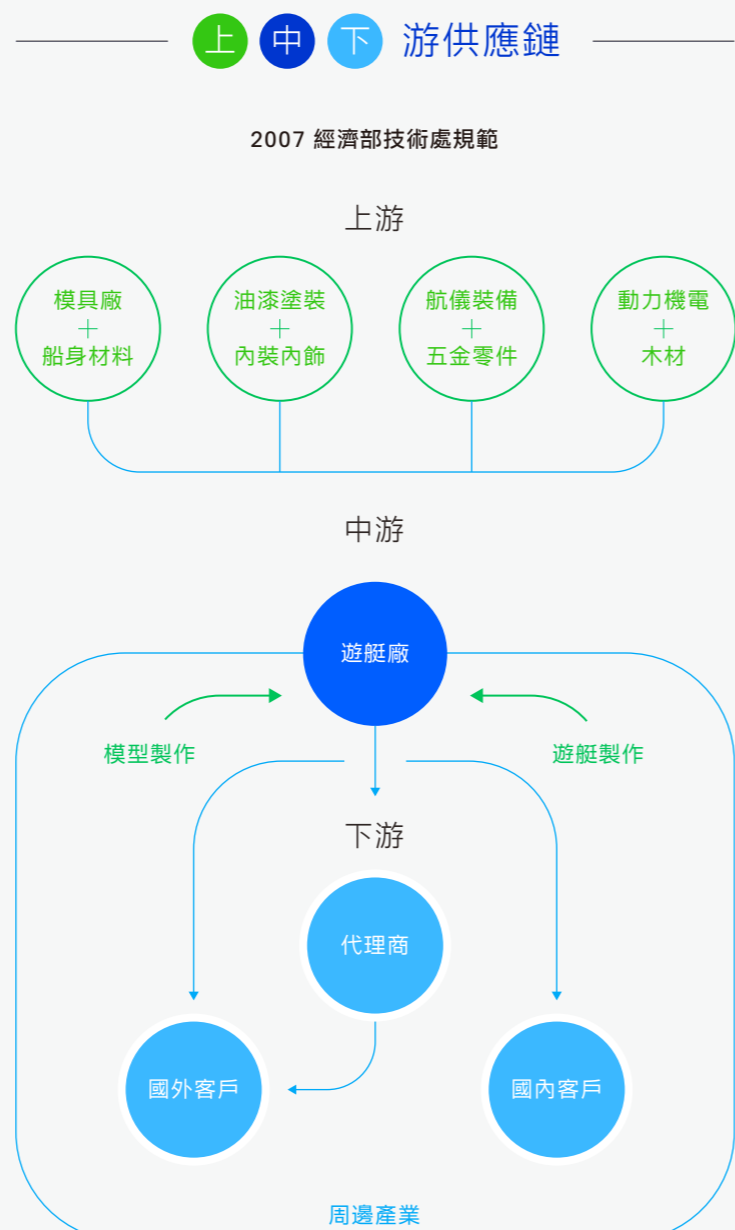 上中下游供應鏈
2007 經濟部技術處規範
上游
模具廠
+
船身材料
油漆塗裝
+
內裝內飾
航儀裝備
+
五金零件
動力機電
+
木材
中游
遊艇廠
模型製作
遊艇製作
下游
代理商
國外客戶
國內客戶
周邊產業